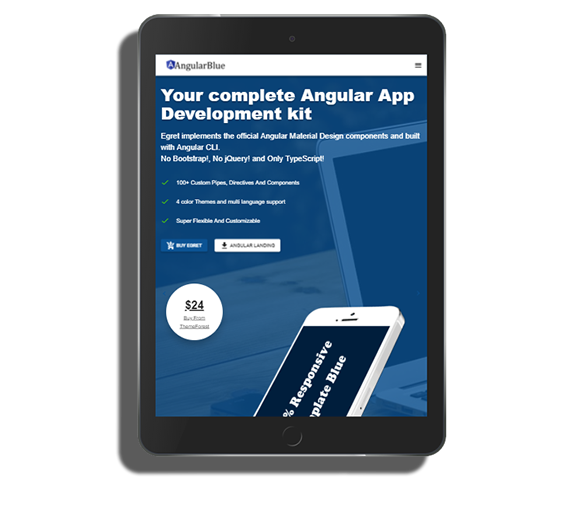 AngularBlue
Your complete Angular App
Development kit
Egret implements the official Angular Material Design components and built
with Angular CLI.
No Bootstrap!, No jQuery! and Only TypeScript!
100+ Custom Pipes, Directives And Components
4 color Themes and multi language support
Super Flexible And Customizable
BUY EGRET
ANGULAR LANDING
$24
Buy From
ThemeForest
% Responsive
plate Blue